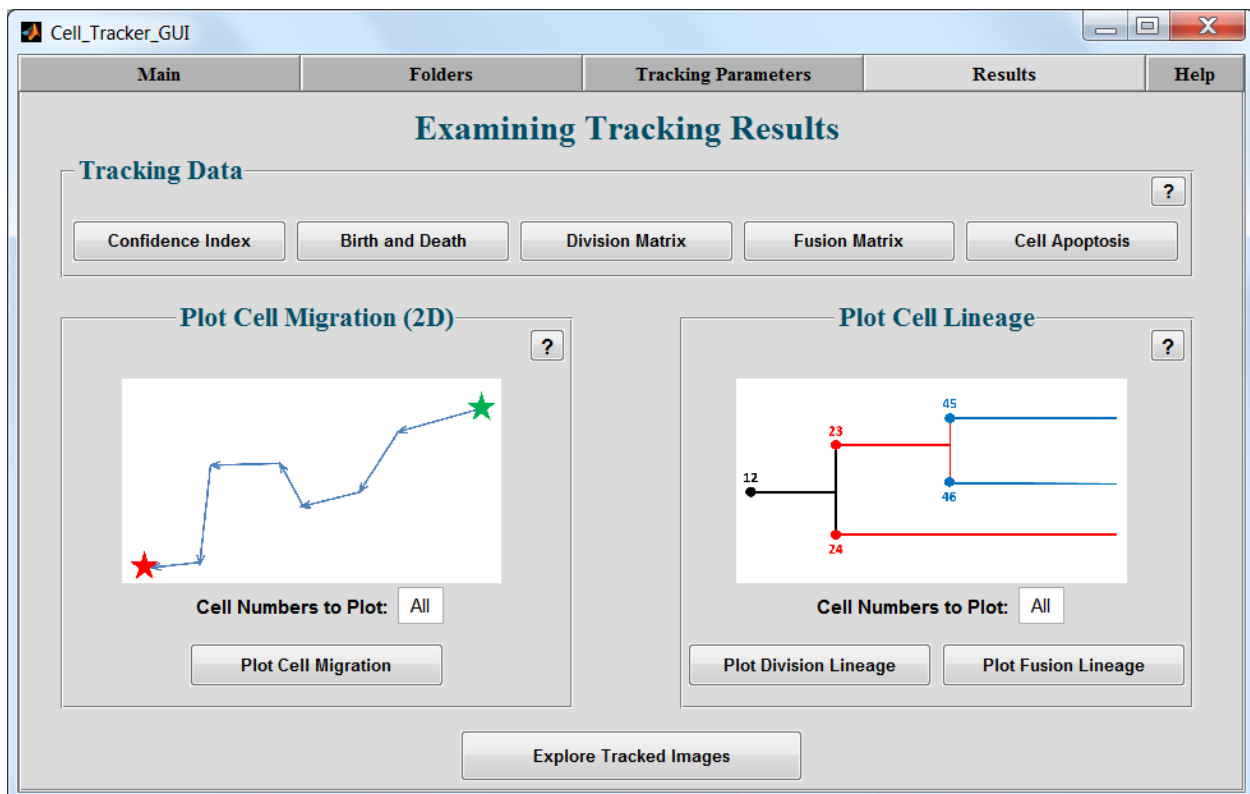 Cell_Tracker_GUI
Main Folders Tracking Parameters Results Help
Examining Tracking Results
Tracking Data
?
Confidence Index Birth and Death Division Matrix Fusion Matrix Cell Apoptosis
Plot Cell Migration (2D)
?
Cell Numbers to Plot: All
Plot Cell Migration
Plot Cell Lineage
?
45
23
12
46
24
Cell Numbers to Plot: All
Plot Division Lineage Plot Fusion Lineage
Explore Tracked Images